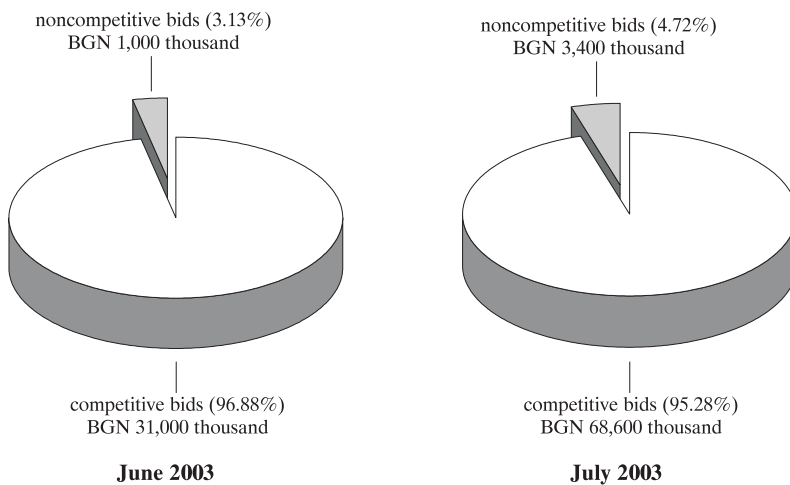 noncompetitive bids (3.13%)
BGN 1,000 thousand
competitive bids (96.88%)
BGN 31,000 thousand
June 2003
noncompetitive bids (4.72%)
BGN 3,400 thousand
competitive bids (95.28%)
BGN 68,600 thousand
July 2003